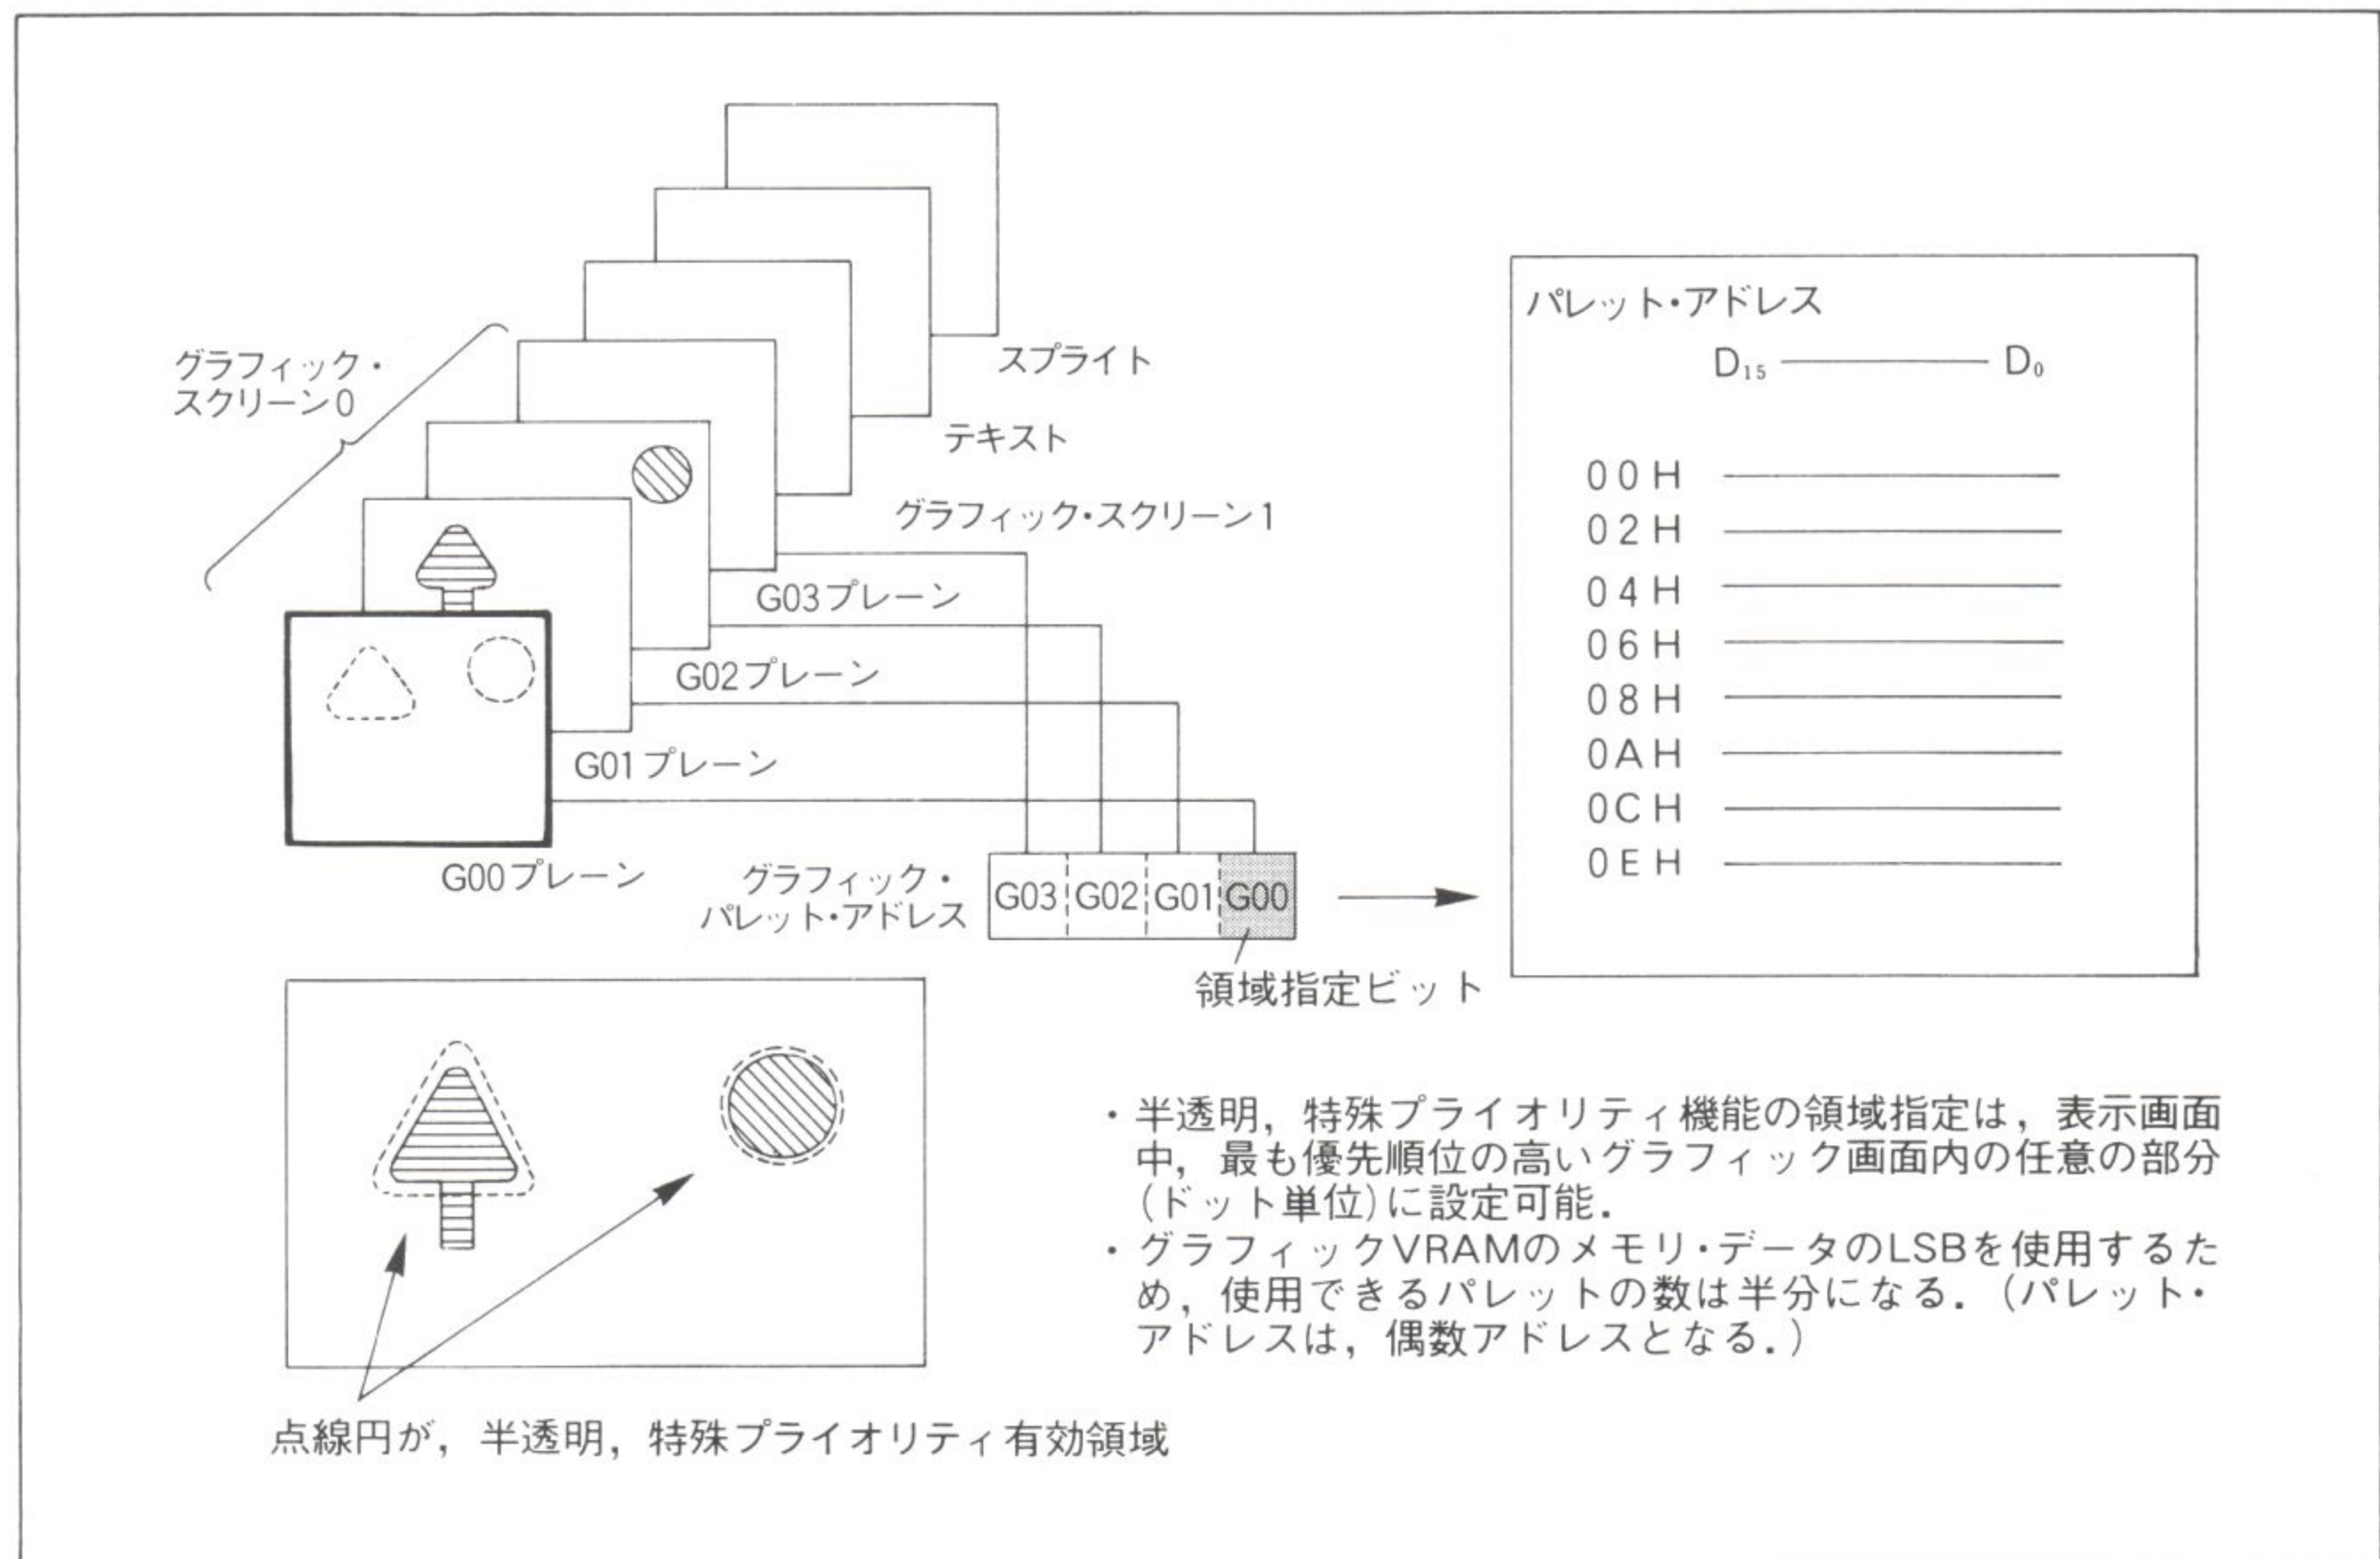 グラフィック・
スクリーン0
スプライト
テキスト
グラフィック・スクリーン1
G03プレーン
G02プレーン
G01プレーン
G00プレーン
グラフィック・
パレット・アドレス
G03 G02 G01 G00
領域指定ビット
パレット・アドレス
D₁₅ D₀
00H
02H
04H
06H
08H
0AH
0CH
0EH
点線円が，半透明，特殊プライオリティ有効領域
・半透明，特殊プライオリティ機能の領域指定は，表示画面
中，最も優先順位の高いグラフィック画面内の任意の部分
(ドット単位)に設定可能．
・グラフィックVRAMのメモリ・データのLSBを使用するた
め，使用できるパレットの数は半分になる．(パレット・
アドレスは，偶数アドレスとなる．)